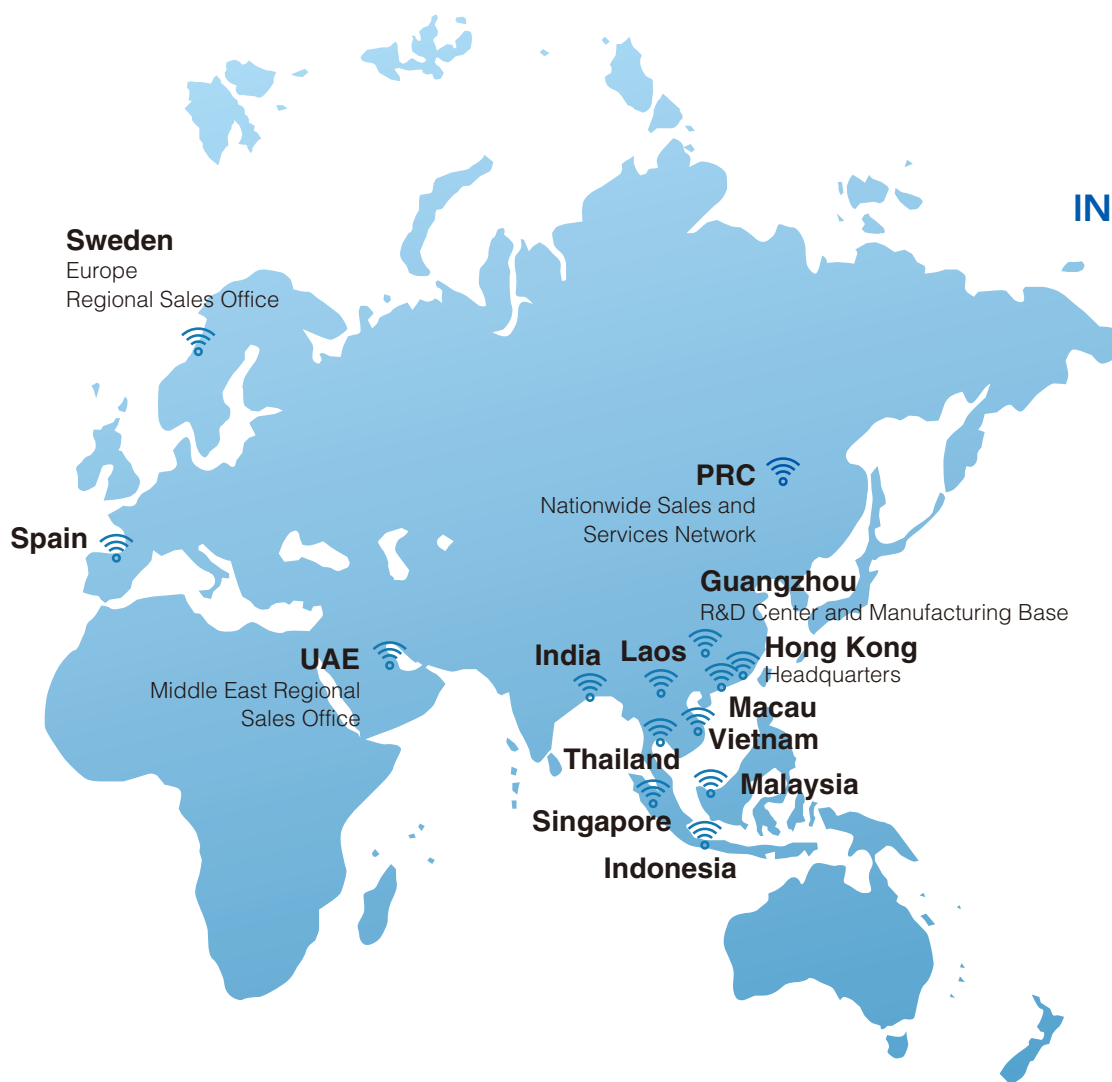 IN
Sweden
Europe
Regional Sales Office
PRC
Nationwide Sales and
Services Network
Spain
Guangzhou
R&D Center and Manufacturing Base
UAE
Middle East Regional
Sales Office
India
Laos
Hong Kong
Headquarters
Macau
Vietnam
Thailand
Malaysia
Singapore
Indonesia